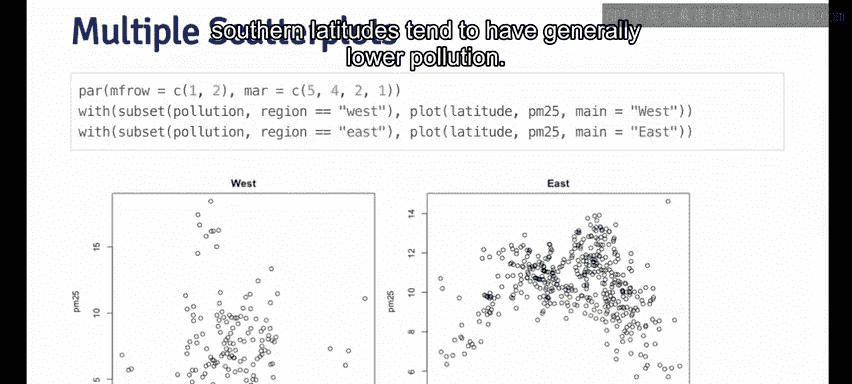 Multiple Scatterplots
southern latitudes tend to have generally
lower pollution.
par(mfrow = c(1, 2), mar = c(5, 4, 2, 1))
with(subset(pollution, region == "west"), plot(latitude, pm25, main = "West"))
with(subset(pollution, region == "east"), plot(latitude, pm25, main = "East"))
West
East
pm25
15
10
5
pm25
14
12
10
8
6